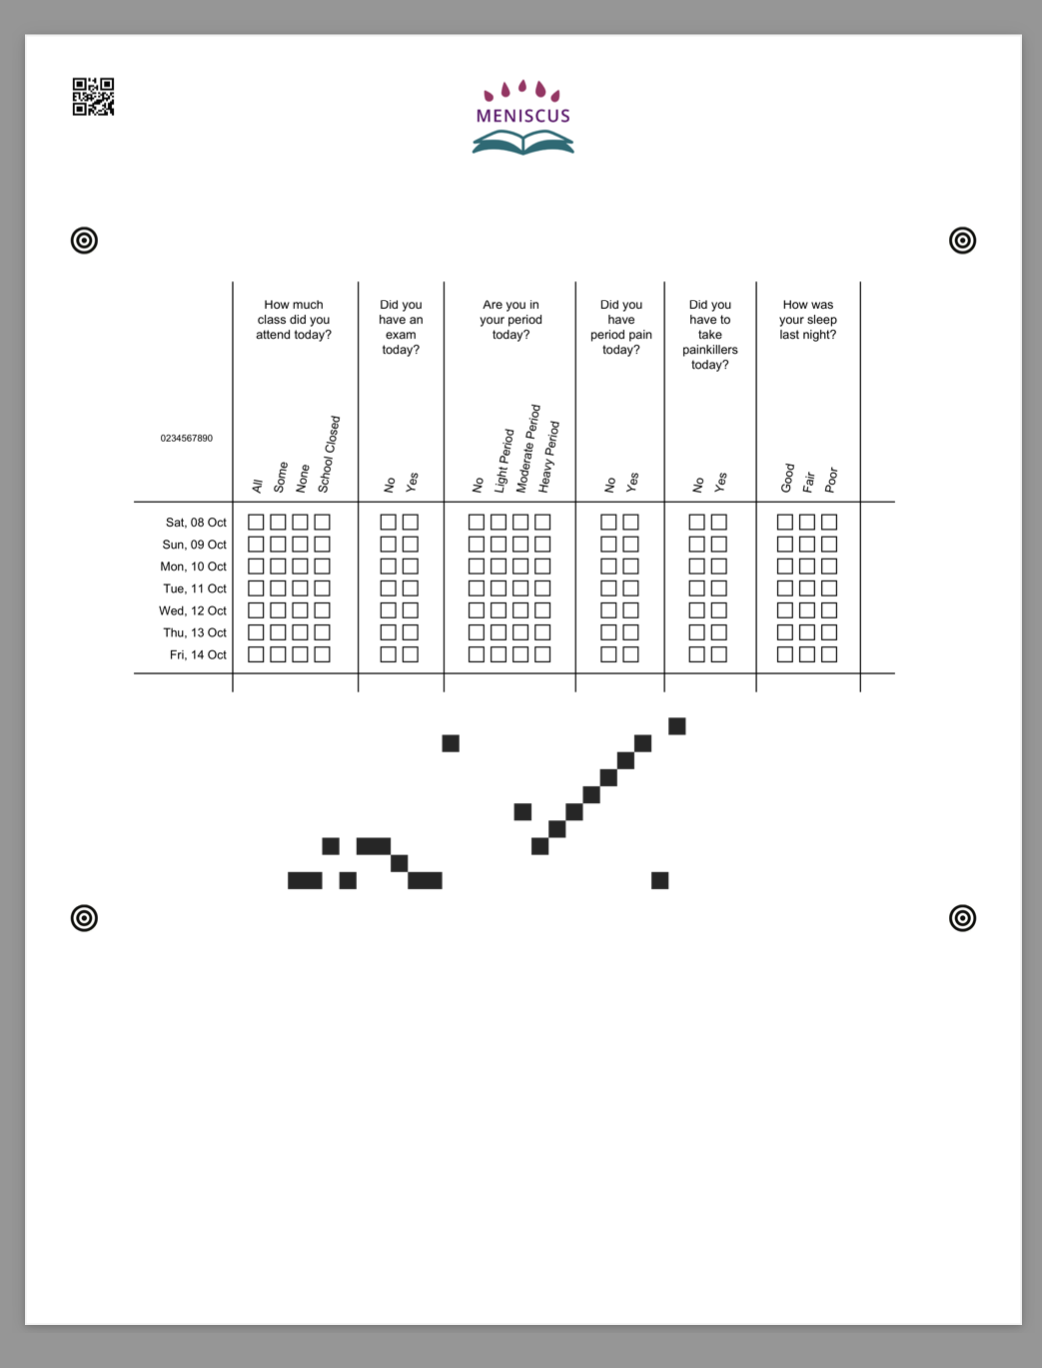 MENISCUS
How much
class did you
attend today?
Did you
have an
exam
today?
Are you in
your period
today?
Did you
have
period pain
today?
Did you
have to
take
painkillers
today?
How was
your sleep
last night?
0234567890
All
Some
None
School Closed
No
Yes
No
Light Period
Moderate Period
Heavy Period
No
Yes
No
Yes
Good
Fair
Poor
Sat, 08 Oct
Sun, 09 Oct
Mon, 10 Oct
Tue, 11 Oct
Wed, 12 Oct
Thu, 13 Oct
Fri, 14 Oct